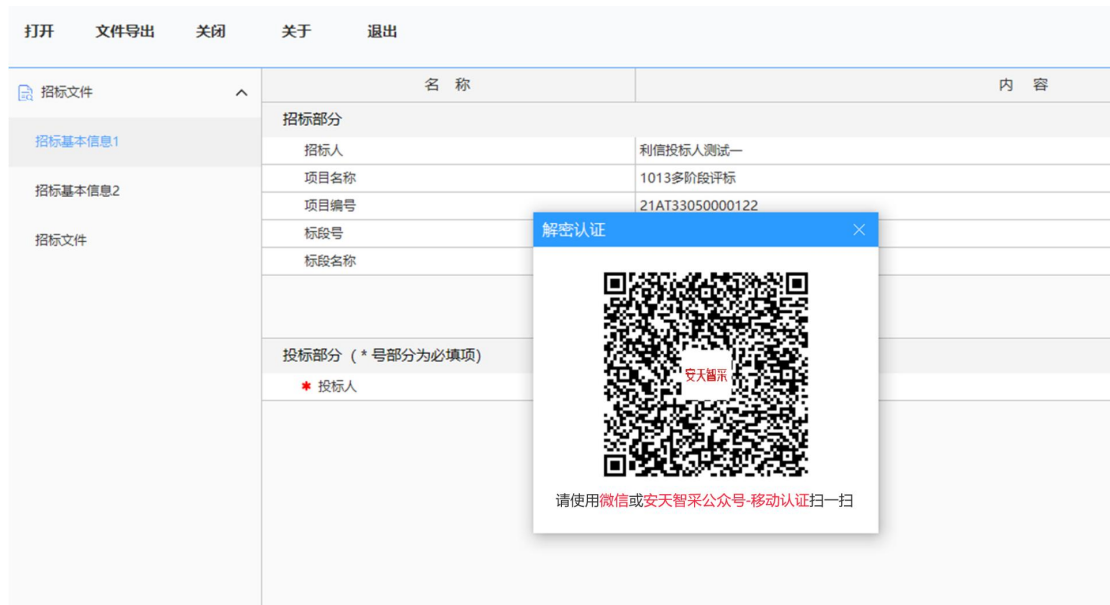 打开 文件导出 关闭 关于 退出
招标文件
招标基本信息1
招标基本信息2
招标文件
名 称 内 容
招标部分
招标人 利信投标人测试一
项目名称 1013多阶段评标
项目编号 21AT33050000122
标段号
标段名称
投标部分 (*号部分为必填项)
* 投标人
解密认证
安天智采
请使用微信或安天智采公众号-移动认证扫一扫